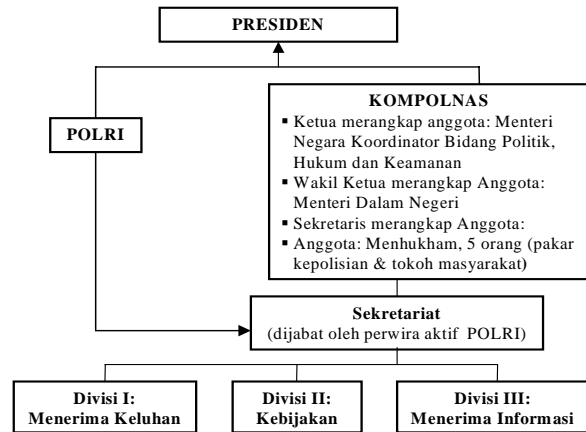 PRESIDEN
POLRI
KOMPOLNAS
▪ Ketua merangkap anggota: Menteri
Negara Koordinator Bidang Politik,
Hukum dan Keamanan
▪ Wakil Ketua merangkap Anggota:
Menteri Dalam Negeri
▪ Sekretaris merangkap Anggota:
▪ Anggota: Menhukham, 5 orang (pakar
kepolisian & tokoh masyarakat)
Sekretariat
(dijabat oleh perwira aktif POLRI)
Divisi I:
Menerima Keluhan
Divisi II:
Kebijakan
Divisi III:
Menerima Informasi